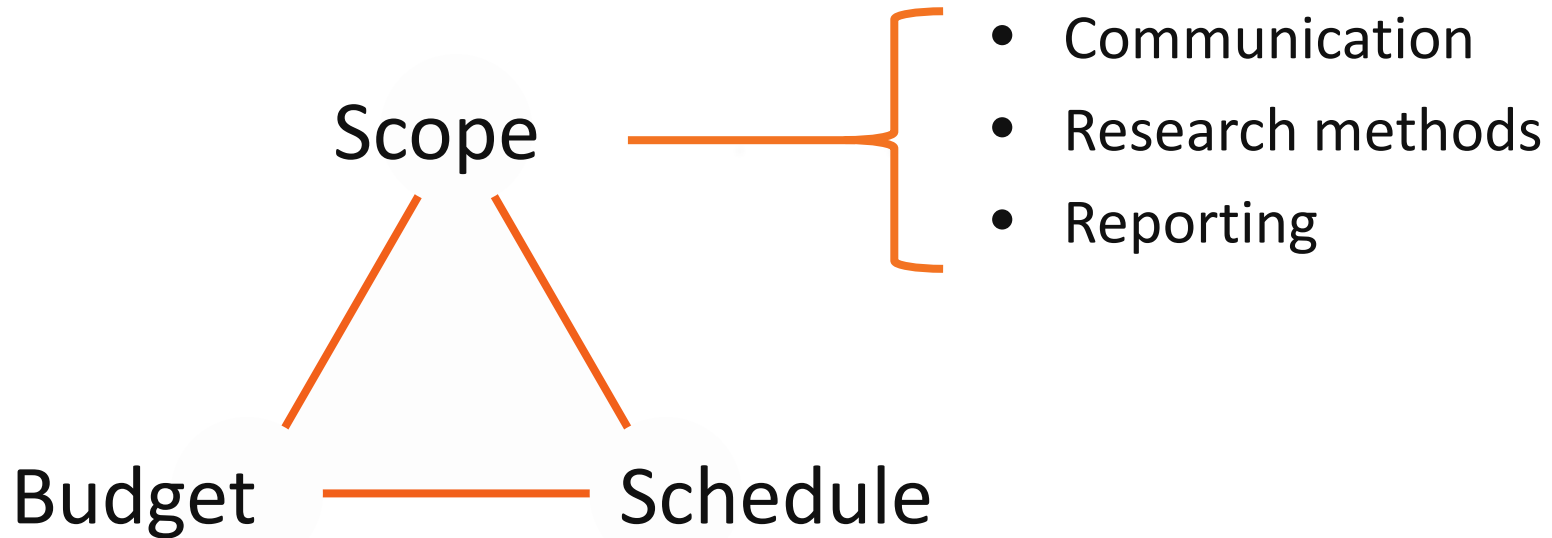 Scope
• Communication
• Research methods
• Reporting
Budget
Schedule